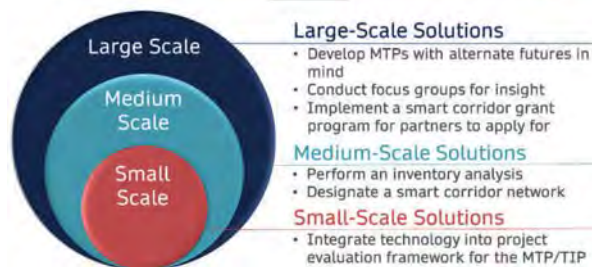 Large Scale
Medium
Scale
Small
Scale
Large-Scale Solutions
• Develop MTPs with alternate futures in
mind
• Conduct focus groups for insight
• Implement a smart corridor grant
program for partners to apply for
Medium-Scale Solutions
• Perform an inventory analysis
• Designate a smart corridor network
Small-Scale Solutions
• Integrate technology into project
evaluation framework for the MTP/TIP